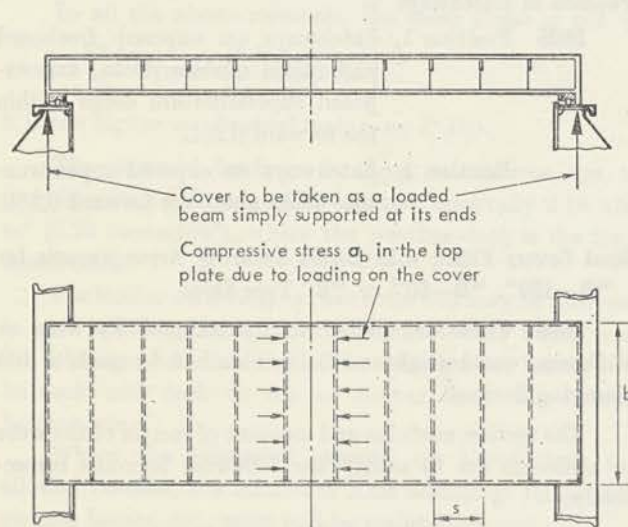 Cover to be taken as a loaded
beam simply supported at its ends
Compressive stress σb in the top
plate due to loading on the cover
b
s